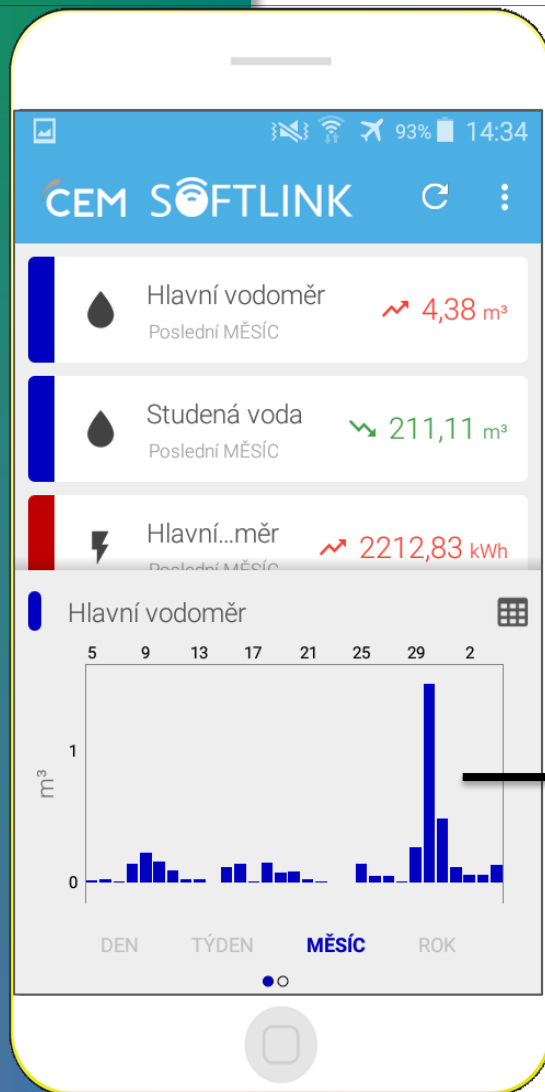 93% 14:34
CEM SOFTLINK
Hlavní vodoměr
4,38 m³
Poslední MĚSÍC
Studená voda
211,11 m³
Poslední MĚSÍC
Hlavní...měr
2212,83 kWh
Poslední MĚSÍC
Hlavní vodoměr
5 9 13 17 21 25 29 2
1
m³
0
DEN TÝDEN MĚSÍC ROK